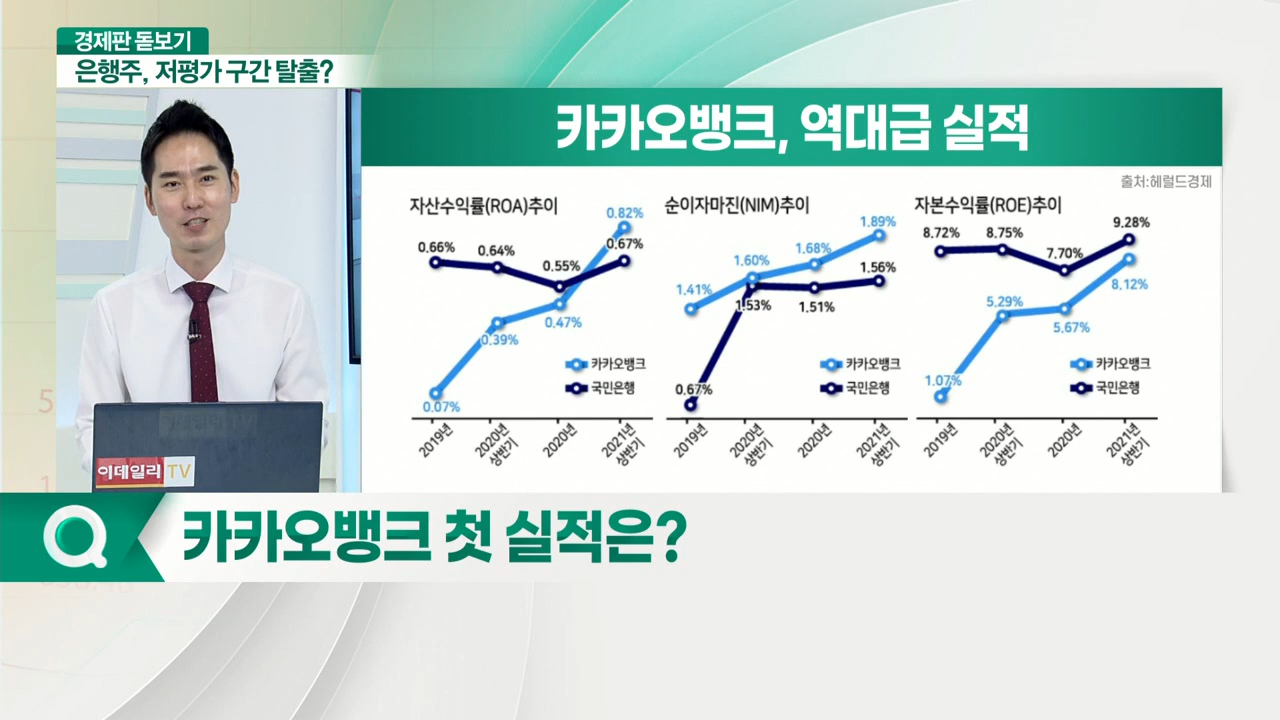 경제판 돋보기
은행주, 저평가 구간 탈출?
카카오뱅크, 역대급 실적
출처:헤럴드경제
자산수익률(ROA)추이
0.82%
0.66%
0.64%
0.67%
0.55%
0.47%
0.39%
0.07%
카카오뱅크
국민은행
2019년
2020년 상반기
2020년
2021년 상반기
순이자마진(NIM)추이
1.89%
1.68%
1.60%
1.56%
1.41%
1.53%
1.51%
0.67%
카카오뱅크
국민은행
2019년
2020년 상반기
2020년
2021년 상반기
자본수익률(ROE)추이
9.28%
8.72%
8.75%
7.70%
8.12%
5.29%
5.67%
1.07%
카카오뱅크
국민은행
2019년
2020년 상반기
2020년
2021년 상반기
이데일리 TV
카카오뱅크 첫 실적은?